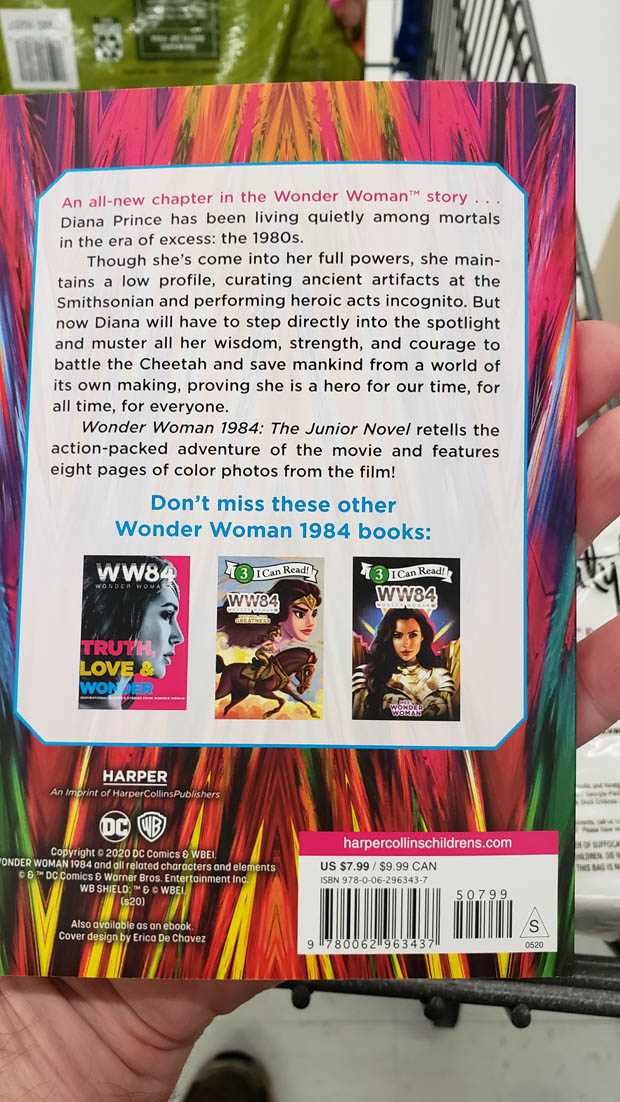 An all-new chapter in the Wonder Woman™ story . . .
Diana Prince has been living quietly among mortals
in the era of excess: the 1980s.
Though she's come into her full powers, she main-
tains a low profile, curating ancient artifacts at the
Smithsonian and performing heroic acts incognito. But
now Diana will have to step directly into the spotlight
and muster all her wisdom, strength, and courage to
battle the Cheetah and save mankind from a world of
its own making, proving she is a hero for our time, for
all time, for everyone.
Wonder Woman 1984: The Junior Novel retells the
action-packed adventure of the movie and features
eight pages of color photos from the film!
Don't miss these other
Wonder Woman 1984 books:
WW84
WONDER WOMAN
TRUTH,
LOVE &
WONDER
3 I Can Read!
WW84
WONDER WOMAN
GREATNESS
3 I Can Read!
WW84
WONDER WOMAN
WONDER
WOMAN
HARPER
An Imprint of HarperCollinsPublishers
DC WB
Copyright © 2020 DC Comics & WBEI.
WONDER WOMAN 1984 and all related characters and elements
© & ™ DC Comics & Warner Bros. Entertainment Inc.
WB SHIELD: ™ & © WBEI.
(s20)
Also available as an ebook.
Cover design by Erica De Chavez
harpercollinschildrens.com
US $7.99 / $9.99 CAN
ISBN 978-0-06-296343-7
50799
9 780062 963437
S
0520